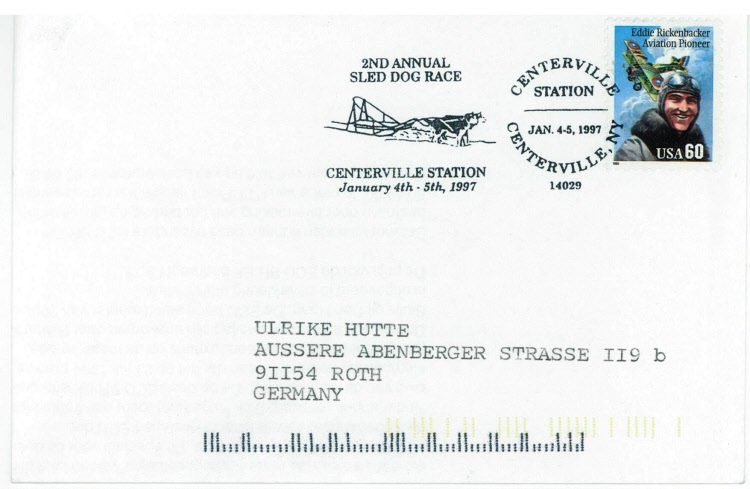 2ND ANNUAL
SLED DOG RACE
CENTERVILLE STATION
January 4th - 5th, 1997
CENTERVILLE
STATION
JAN. 4-5, 1997
CENTERVILLE, NY
14029
Eddie Rickenbacker
Aviation Pioneer
USA 60
ULRIKE HUTTE
AUSSERE ABENBERGER STRASSE II9 b
9II54 ROTH
GERMANY